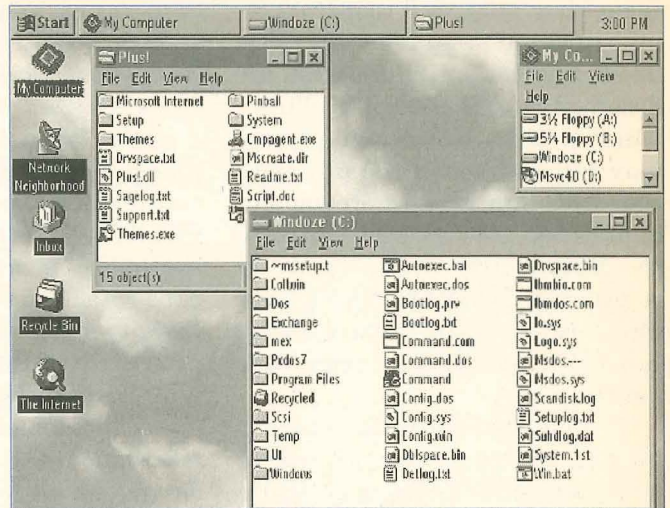 Start My Computer Windoze (C:) Plus! 3:00 PM
My Computer
Network
Neighborhood
Inbox
Recycle Bin
The Internet
Plus!
File Edit View Help
Microsoft Internet Pinball
Setup System
Themes Cmpagent.exe
Drvspace.txt Mscreate.dir
Plus!.dll Readme.txt
Sagelog.txt Script.doc
Support.txt
Themes.exe
15 object(s)
My Co...
File Edit View
Help
3½ Floppy (A:)
5¼ Floppy (B:)
Windoze (C:)
Msvc40 (D:)
Windoze (C:)
File Edit View Help
~mssetup.t Autoexec.bat Drvspace.bin
Collwin Autoexec.dos Ibmbio.com
Dos Bootlog.prv Ibmdos.com
Exchange Bootlog.txt Io.sys
mex Command.com Logo.sys
Pcdos7 Command.dos Msdos.---
Program Files Command Msdos.sys
Recycled Config.dos Scandisk.log
Scsi Config.sys Setuplog.txt
Temp Config.win Suhdlog.dat
Ut Dblspace.bin System.1st
Windows Detlog.txt Win.bat